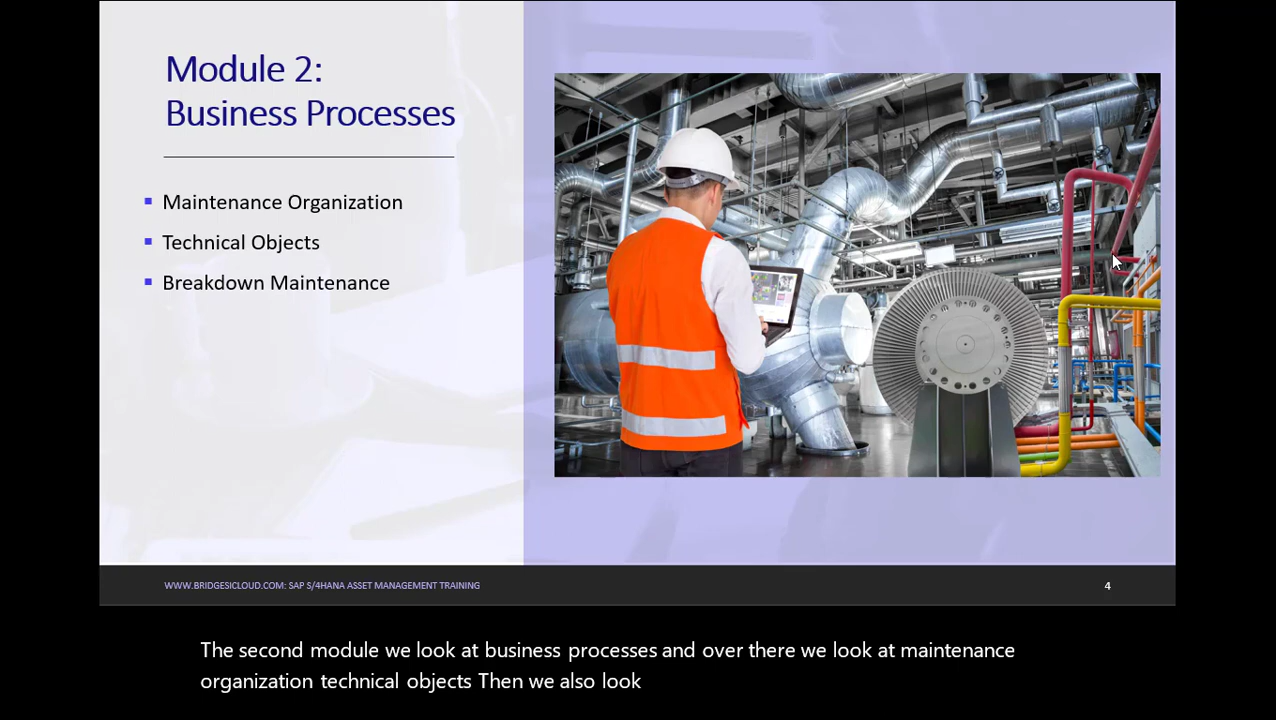 Module 2:
Business Processes
Maintenance Organization
Technical Objects
Breakdown Maintenance
WWW.BRIDGESICLOUD.COM: SAP S/4HANA ASSET MANAGEMENT TRAINING
4
The second module we look at business processes and over there we look at maintenance
organization technical objects Then we also look